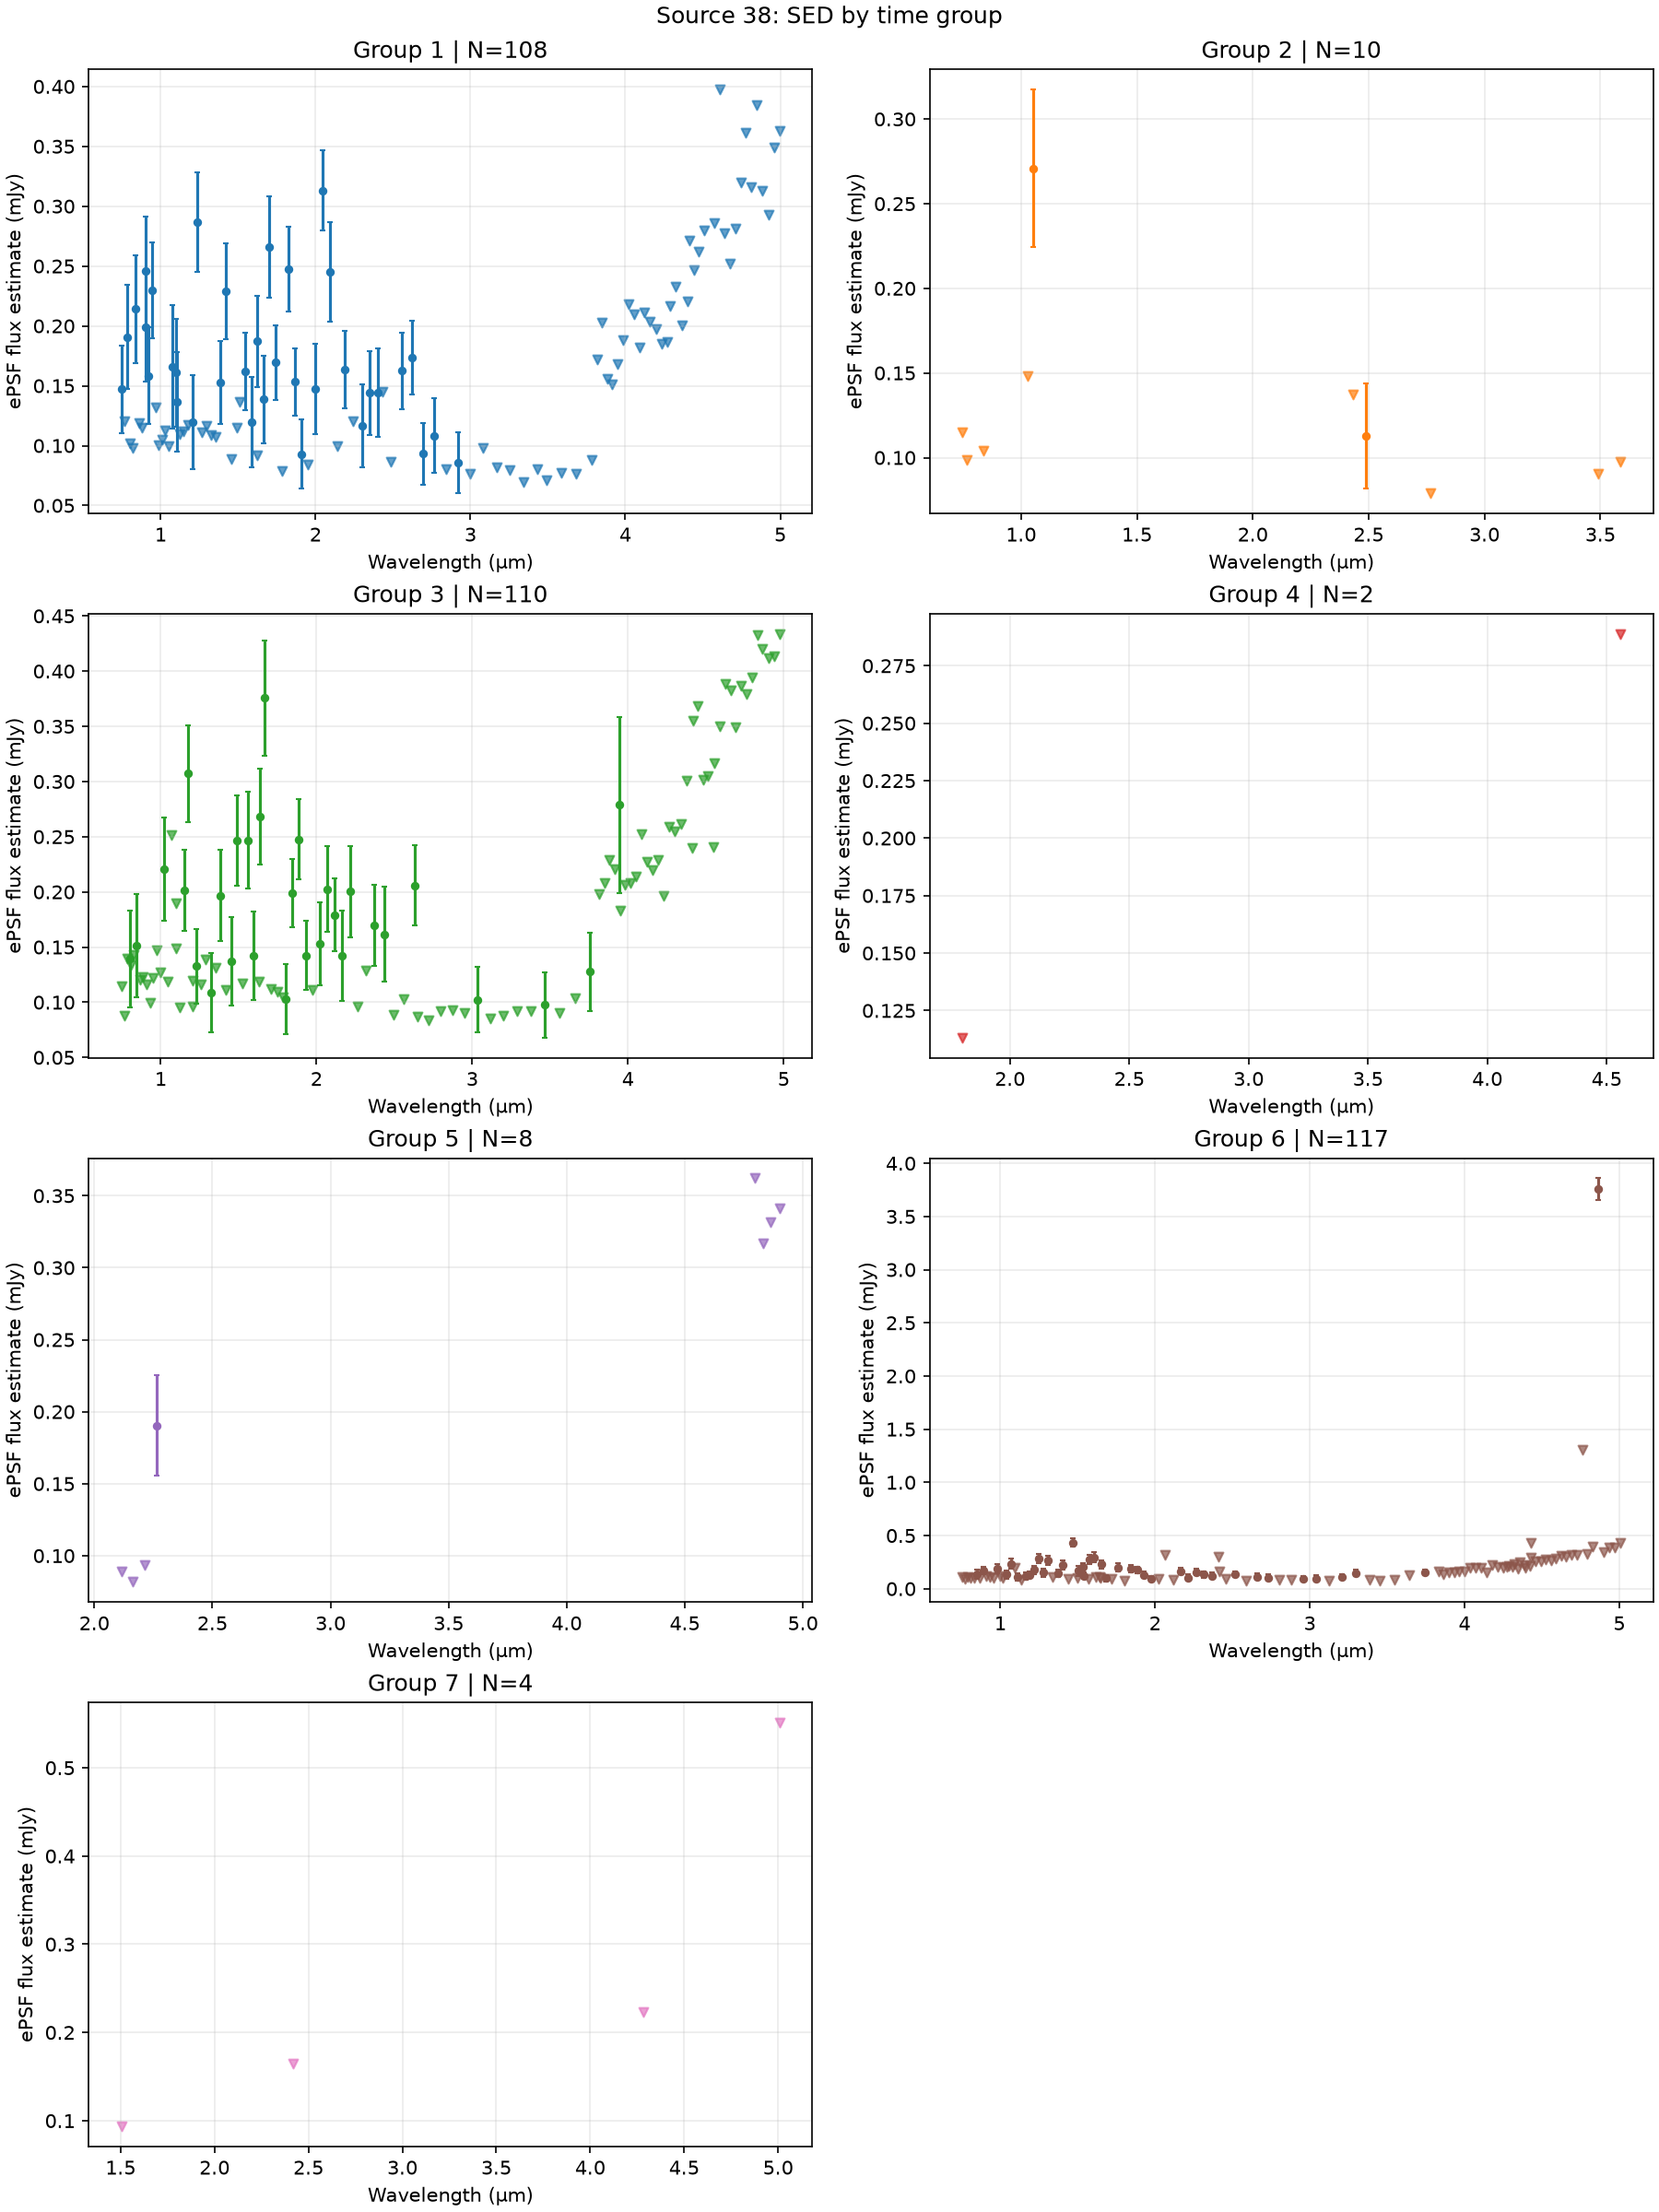 Source 38: SED by time group
Group 1 | N=108
0.40
0.35
0.30
0.25
0.20
0.15
0.10
0.05
ePSF flux estimate (mJy)
1 2 3 4 5
Wavelength (μm)
Group 2 | N=10
0.30
0.25
0.20
0.15
0.10
ePSF flux estimate (mJy)
1.0 1.5 2.0 2.5 3.0 3.5
Wavelength (μm)
Group 3 | N=110
0.45
0.40
0.35
0.30
0.25
0.20
0.15
0.10
0.05
ePSF flux estimate (mJy)
1 2 3 4 5
Wavelength (μm)
Group 4 | N=2
0.275
0.250
0.225
0.200
0.175
0.150
0.125
ePSF flux estimate (mJy)
2.0 2.5 3.0 3.5 4.0 4.5
Wavelength (μm)
Group 5 | N=8
0.35
0.30
0.25
0.20
0.15
0.10
ePSF flux estimate (mJy)
2.0 2.5 3.0 3.5 4.0 4.5 5.0
Wavelength (μm)
Group 6 | N=117
4.0
3.5
3.0
2.5
2.0
1.5
1.0
0.5
0.0
ePSF flux estimate (mJy)
1 2 3 4 5
Wavelength (μm)
Group 7 | N=4
0.5
0.4
0.3
0.2
0.1
ePSF flux estimate (mJy)
1.5 2.0 2.5 3.0 3.5 4.0 4.5 5.0
Wavelength (μm)